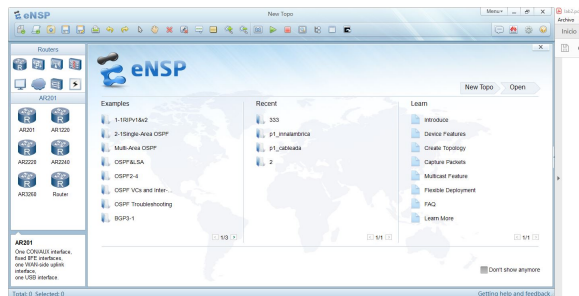 eNSP
New Topo
Menu
Archivo
Inicio
Routers
AR201
AR201
AR1220
AR2220
AR2240
AR3260
Router
AR201
One CON/AUX interface,
fixed 8FE interfaces,
one WAN-side uplink
interface,
one USB interface.
eNSP
New Topo
Open
Examples
1-1RIPv1&v2
2-1Single-Area OSPF
Multi-Area OSPF
OSPF&LSA
OSPF2-4
OSPF VCs and Inter-...
OSPF Troubleshooting
BGP3-1
1/3
Recent
333
p1_innalambrica
p1_cableada
2
1/1
Learn
Introduce
Device Features
Create Topology
Capture Packets
Multicast Feature
Flexible Deployment
FAQ
Learn More
1/1
Don't show anymore
Total: 0 Selected: 0
Getting help and feedback